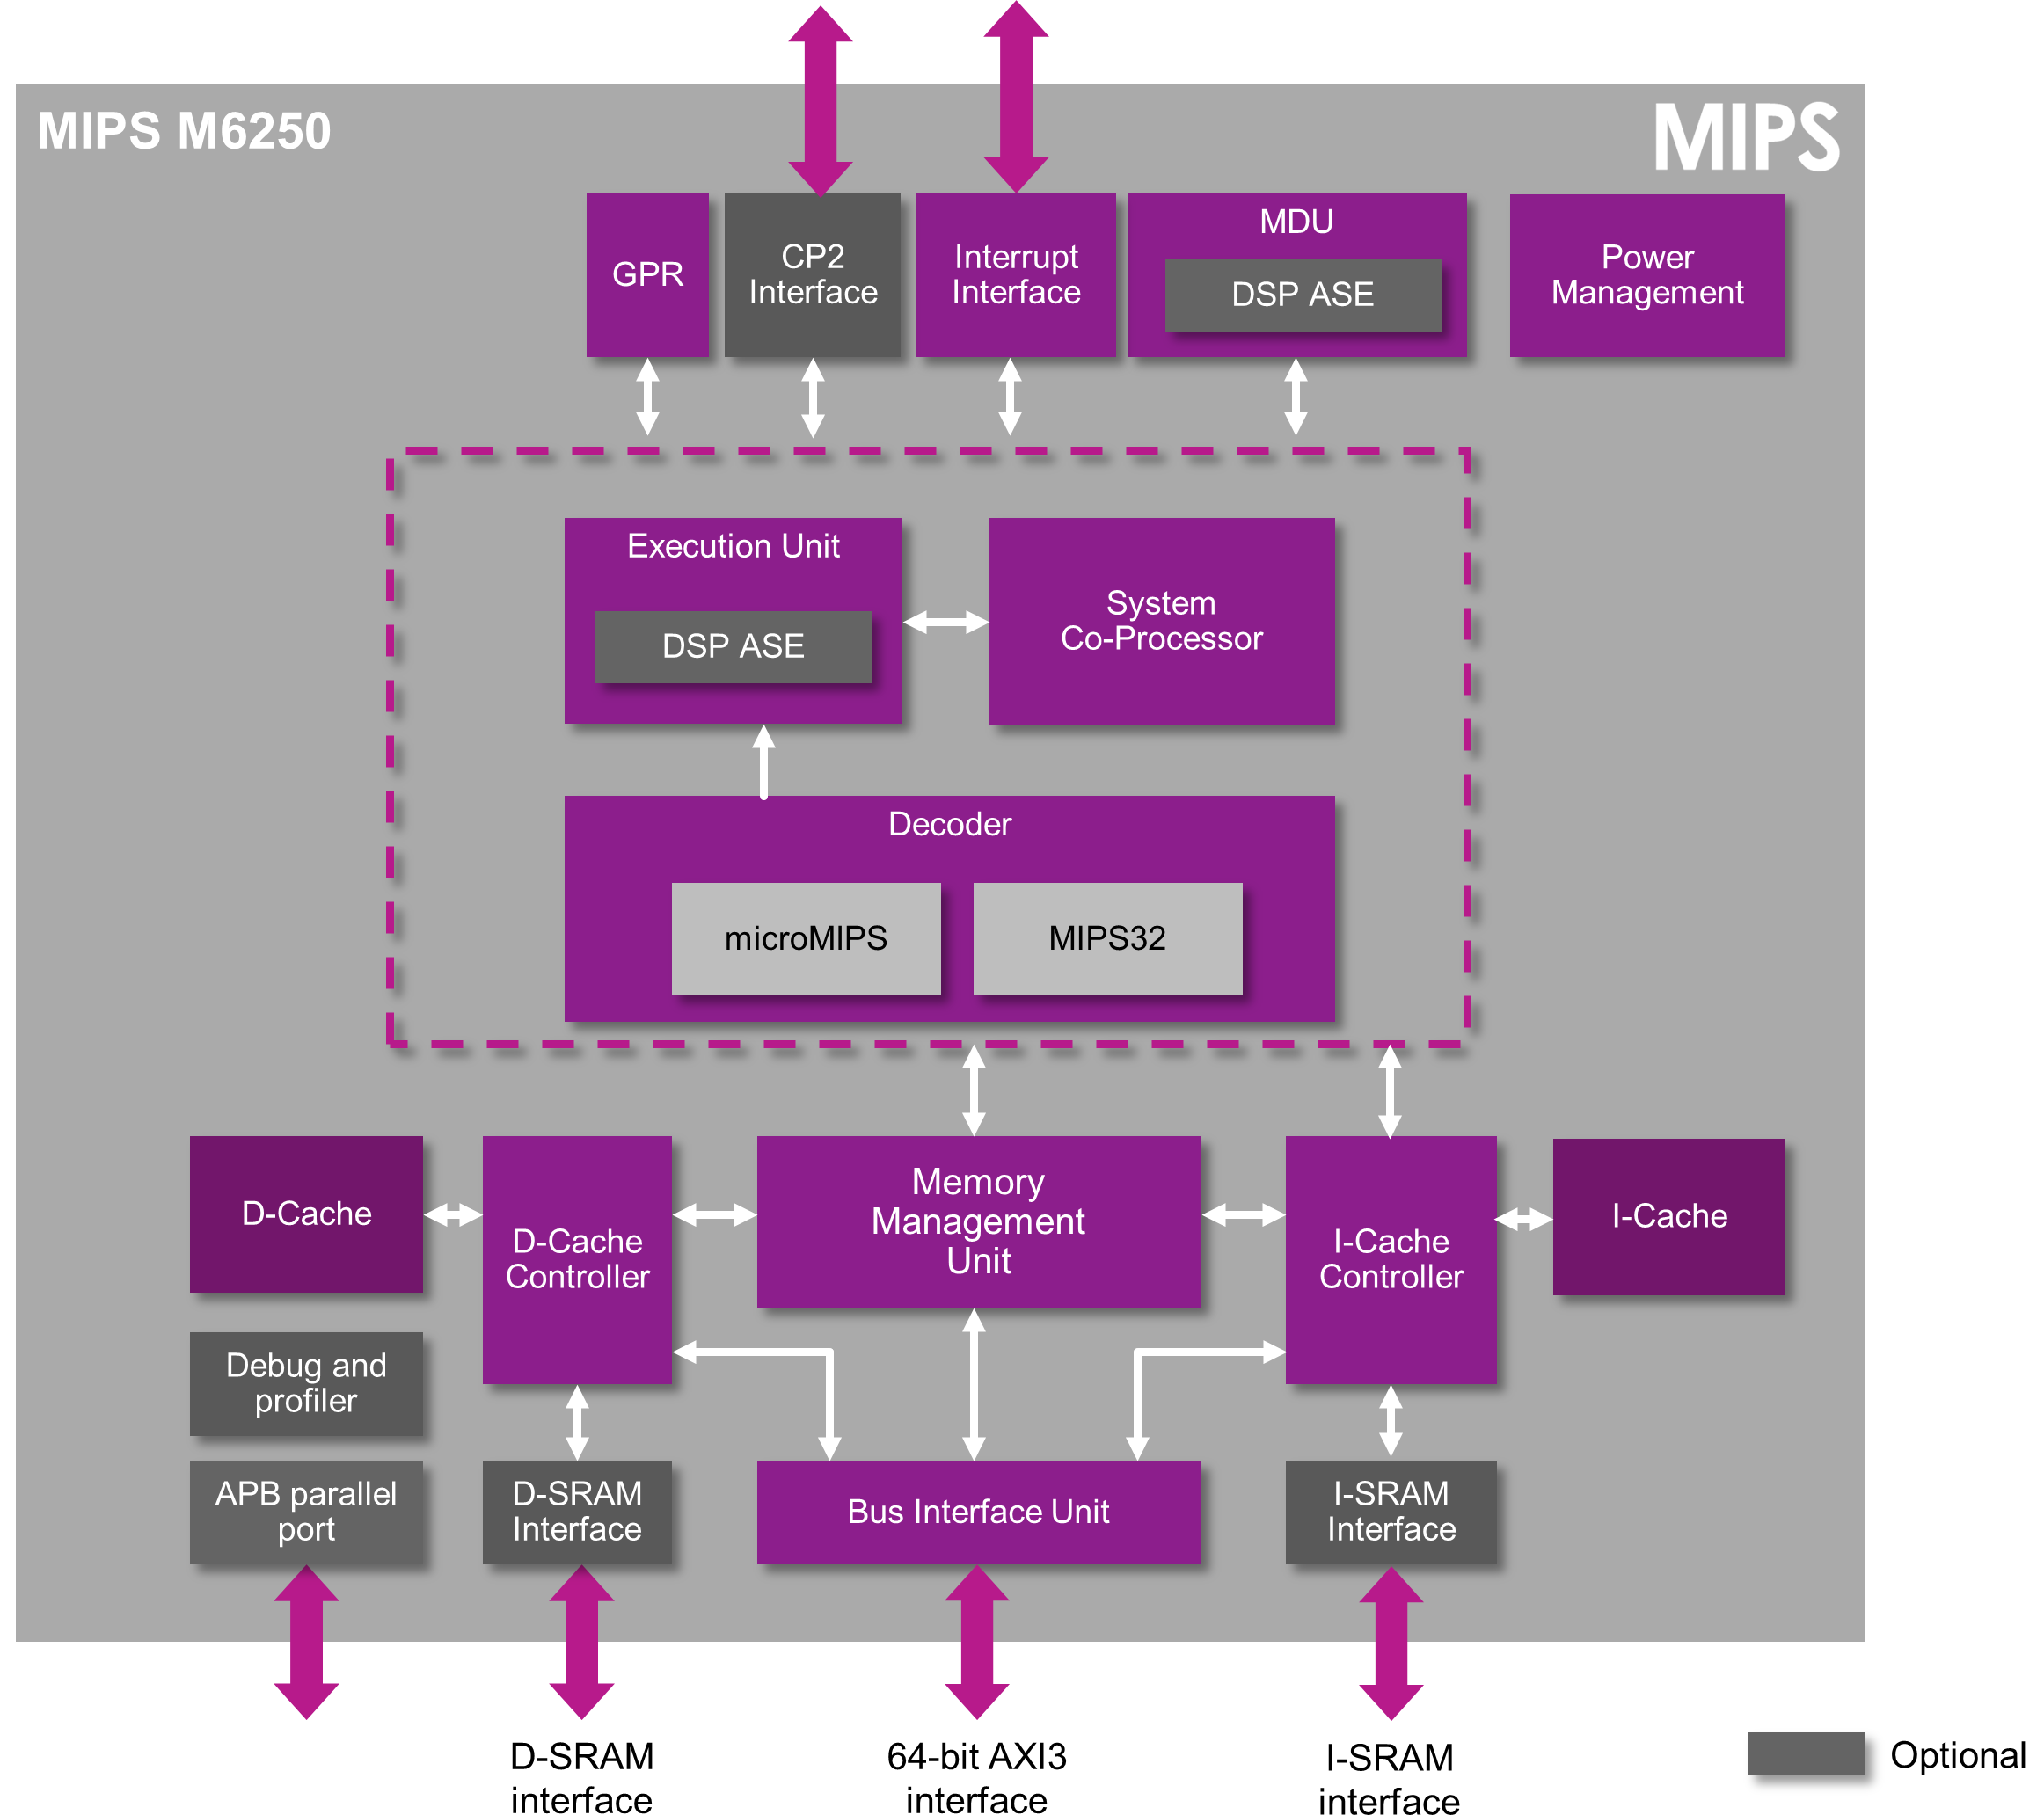 MIPS M6250
MIPS
GPR
CP2
Interface
Interrupt
Interface
MDU
DSP ASE
Power
Management
Execution Unit
DSP ASE
System
Co-Processor
Decoder
microMIPS
MIPS32
D-Cache
D-Cache
Controller
Memory
Management
Unit
I-Cache
Controller
I-Cache
Debug and
profiler
APB parallel
port
D-SRAM
Interface
Bus Interface Unit
I-SRAM
Interface
D-SRAM
interface
64-bit AXI3
interface
I-SRAM
interface
Optional